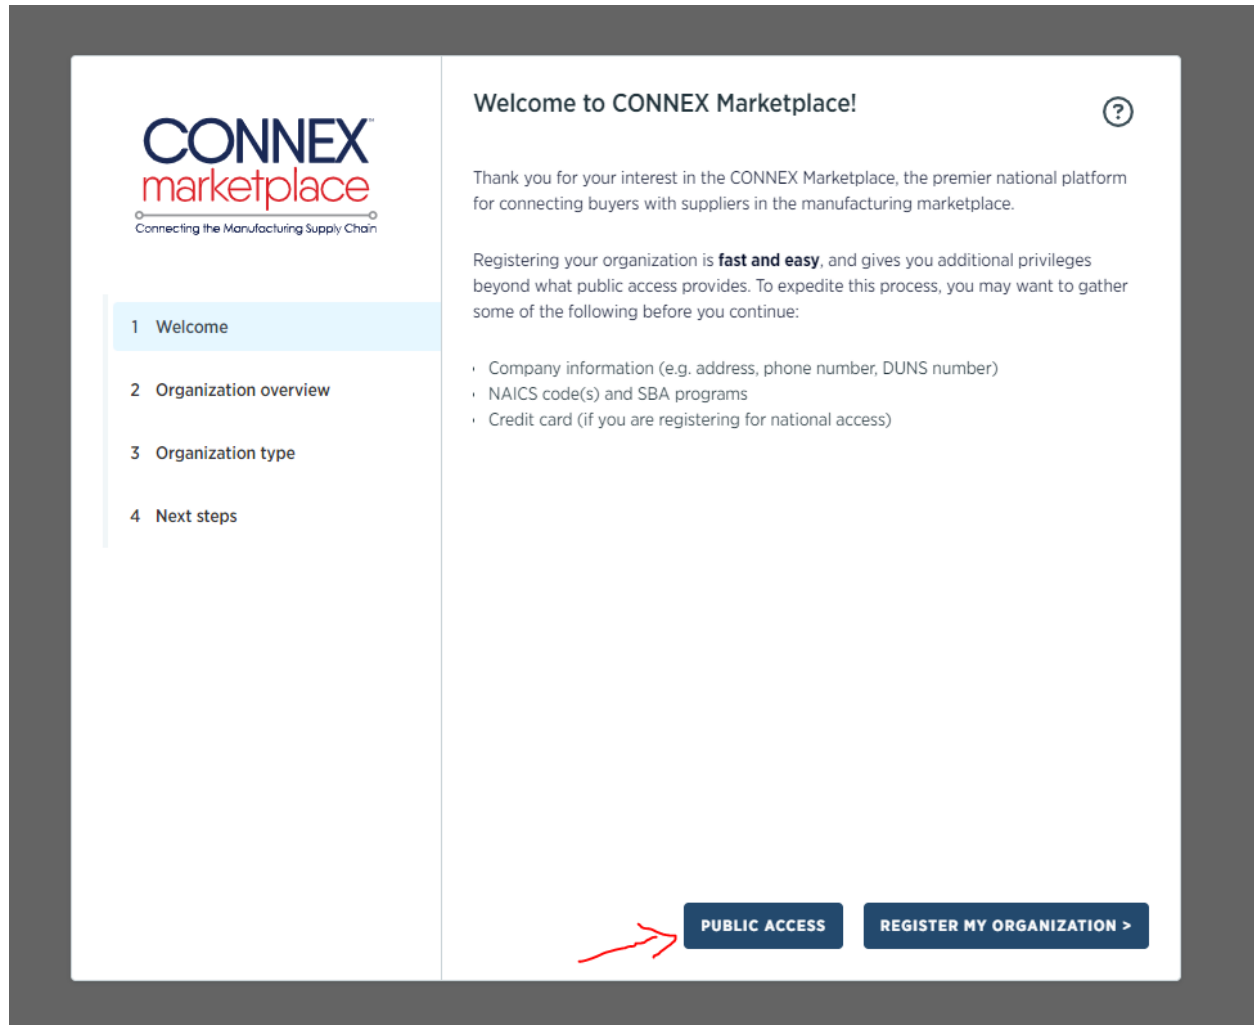 CONNEX™
marketplace
Connecting the Manufacturing Supply Chain
1 Welcome
2 Organization overview
3 Organization type
4 Next steps
Welcome to CONNEX Marketplace!
?
Thank you for your interest in the CONNEX Marketplace, the premier national platform
for connecting buyers with suppliers in the manufacturing marketplace.
Registering your organization is fast and easy, and gives you additional privileges
beyond what public access provides. To expedite this process, you may want to gather
some of the following before you continue:
· Company information (e.g. address, phone number, DUNS number)
· NAICS code(s) and SBA programs
· Credit card (if you are registering for national access)
PUBLIC ACCESS
REGISTER MY ORGANIZATION >